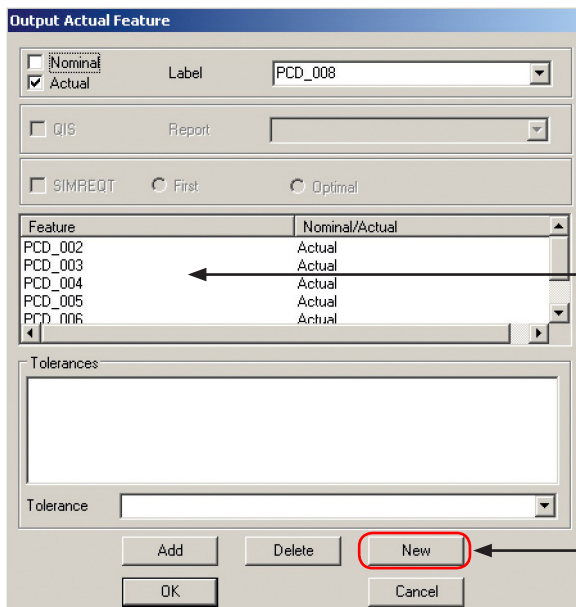 Output Actual Feature
Nominal
Actual
Label
PCD_008
QIS
Report
SIMREQT
First
Optimal
Feature Nominal/Actual
PCD_002 Actual
PCD_003 Actual
PCD_004 Actual
PCD_005 Actual
PCD_006 Actual
Tolerances
Tolerance
Add Delete New
OK Cancel